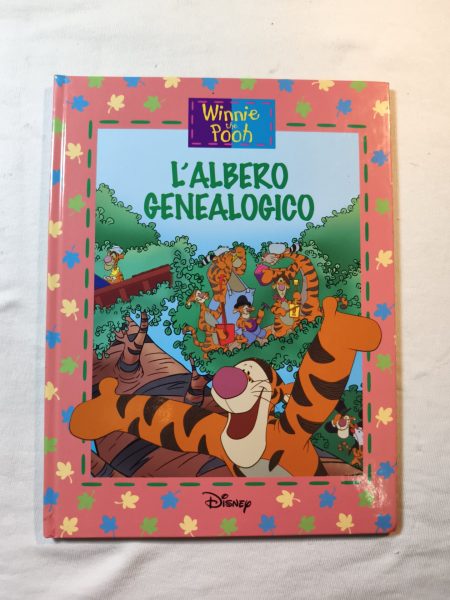 Winnie
the
Pooh
L'ALBERO
GENEALOGICO
DISNEY